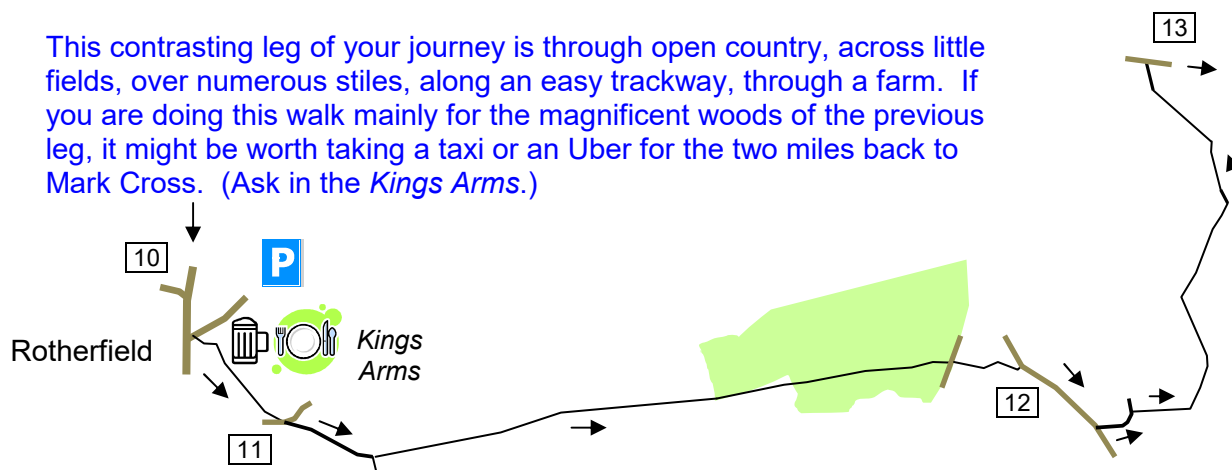 This contrasting leg of your journey is through open country, across little
fields, over numerous stiles, along an easy trackway, through a farm.  If
you are doing this walk mainly for the magnificent woods of the previous
leg, it might be worth taking a taxi or an Uber for the two miles back to
Mark Cross.  (Ask in the Kings Arms.)
13
10
P
Rotherfield
Kings
Arms
11
12